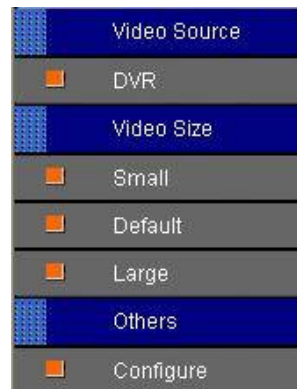 Video Source
DVR
Video Size
Small
Default
Large
Others
Configure